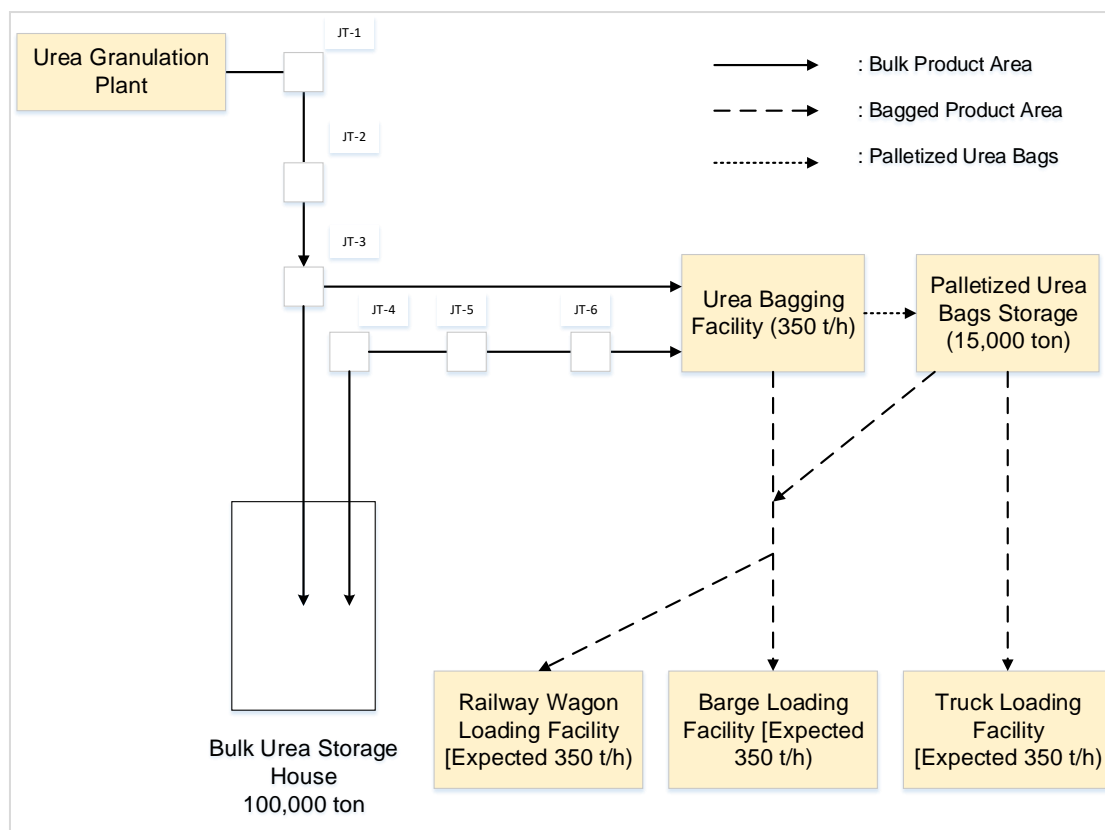 JT-1
Urea Granulation
Plant
: Bulk Product Area
: Bagged Product Area
JT-2
: Palletized Urea Bags
JT-3
Urea Bagging
Facility (350 t/h)
Palletized Urea
Bags Storage
(15,000 ton)
JT-4
JT-5
JT-6
Railway Wagon
Loading Facility
[Expected 350 t/h)
Barge Loading
Facility [Expected
350 t/h)
Truck Loading
Facility
[Expected 350 t/h)
Bulk Urea Storage
House
100,000 ton